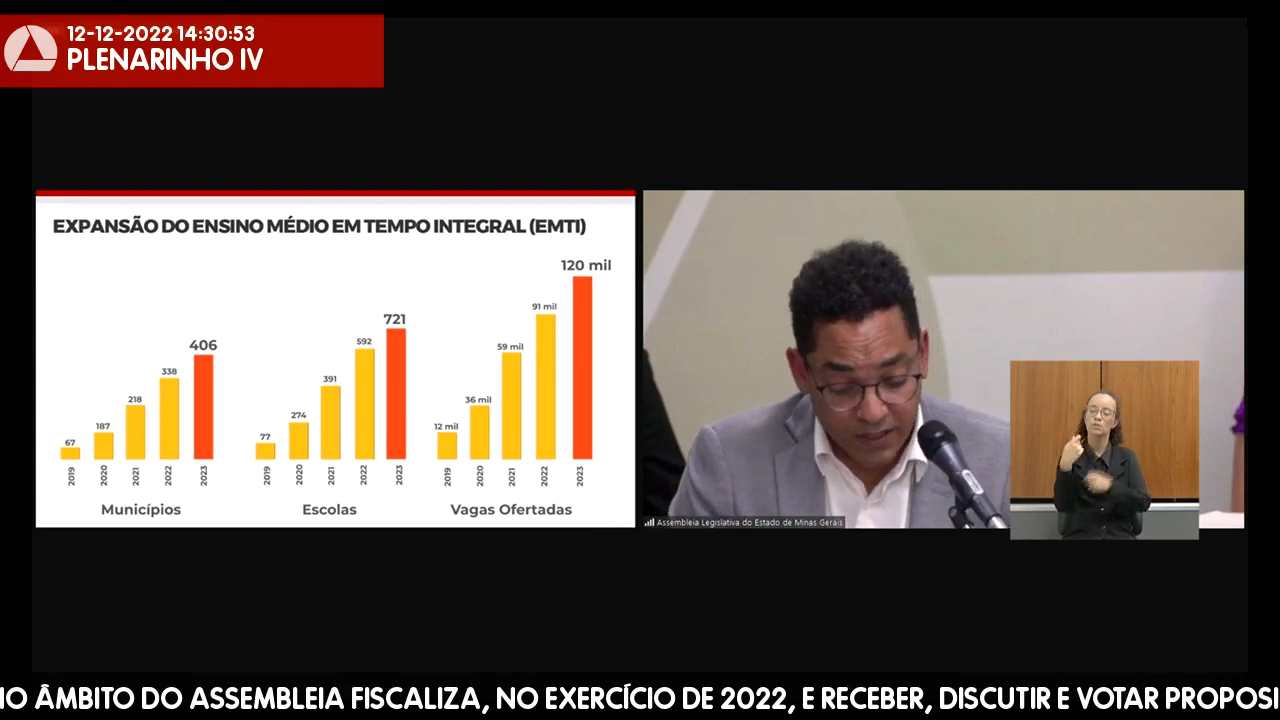 12-12-2022 14:30:53
PLENARINHO IV
EXPANSÃO DO ENSINO MÉDIO EM TEMPO INTEGRAL (EMTI)
67
187
218
338
406
2019
2020
2021
2022
2023
Municípios
77
274
391
592
721
2019
2020
2021
2022
2023
Escolas
12 mil
36 mil
59 mil
91 mil
120 mil
2019
2020
2021
2022
2023
Vagas Ofertadas
Assembleia Legislativa do Estado de Minas Gerais
NO ÂMBITO DO ASSEMBLEIA FISCALIZA, NO EXERCÍCIO DE 2022, E RECEBER, DISCUTIR E VOTAR PROPOSI